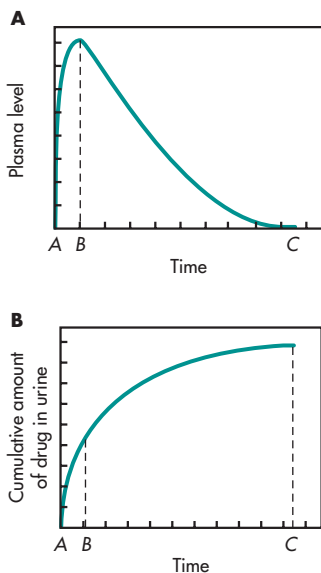 A
Plasma level
A B C
Time
B
Cumulative amount
of drug in urine
A B C
Time